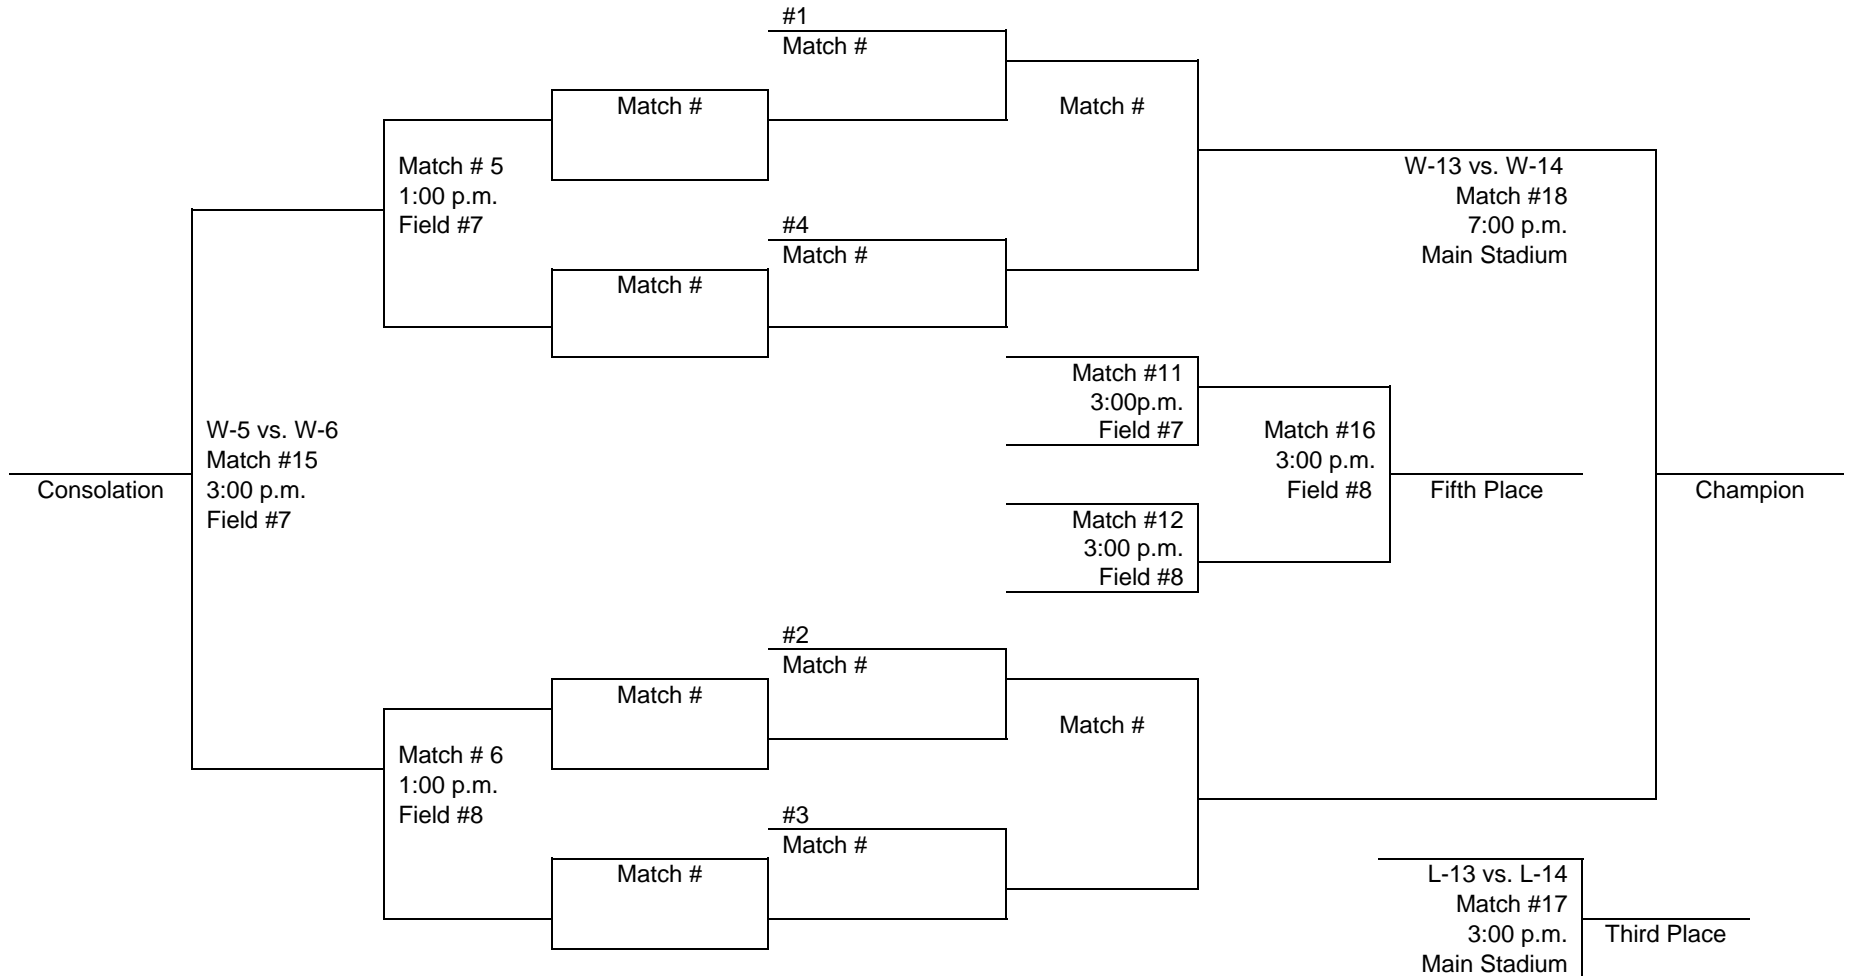 #1
Match #
Match #
Match #
Match # 5
1:00 p.m.
Field #7
W-13 vs. W-14
Match #18
7:00 p.m.
Main Stadium
#4
Match #
Match #
Match #11
3:00p.m.
Field #7
W-5 vs. W-6
Match #15
3:00 p.m.
Field #7
Match #16
3:00 p.m.
Field #8
Consolation
Fifth Place
Champion
Match #12
3:00 p.m.
Field #8
#2
Match #
Match #
Match #
Match # 6
1:00 p.m.
Field #8
#3
Match #
Match #
L-13 vs. L-14
Match #17
3:00 p.m.
Main Stadium
Third Place